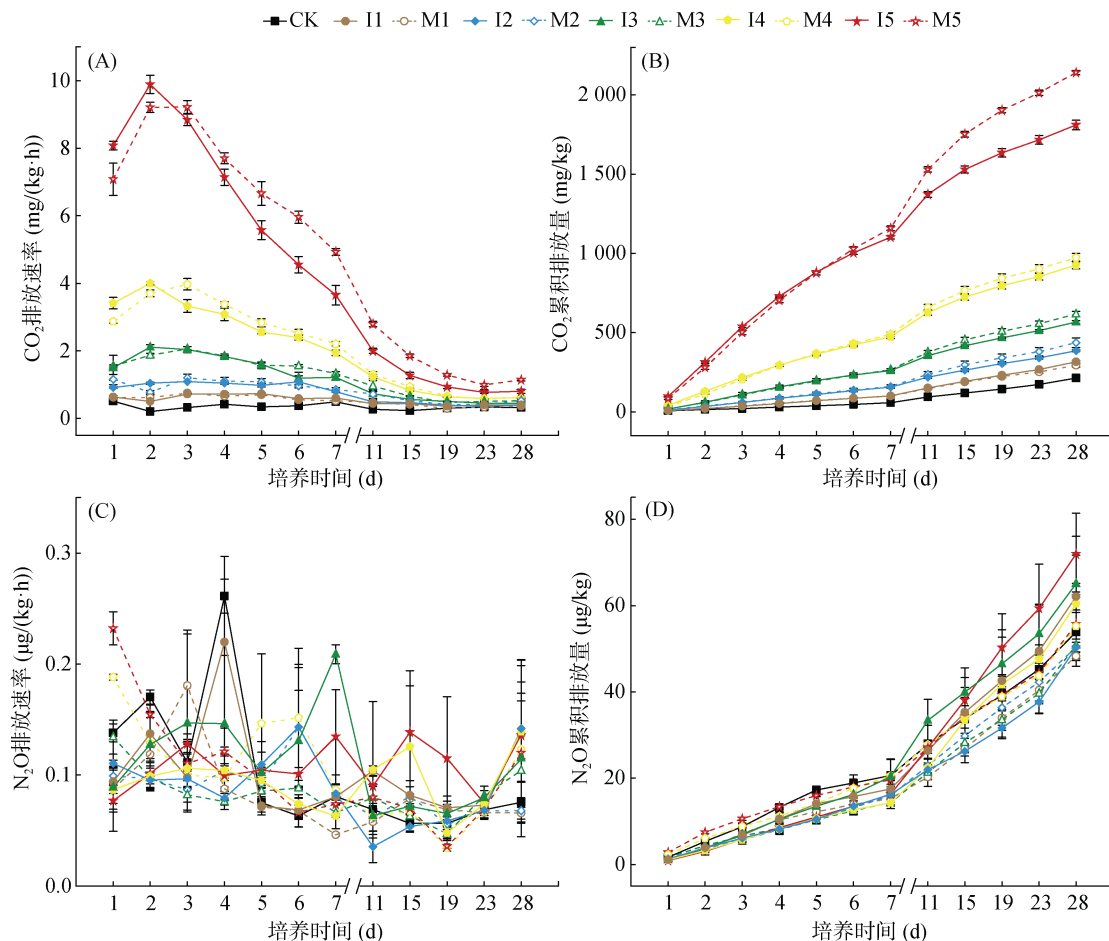 CK I1 M1 I2 M2 I3 M3 I4 M4 I5 M5
(A)
CO₂排放速率 (mg/(kg·h))
10
8
6
4
2
0
1 2 3 4 5 6 7 11 15 19 23 28
培养时间 (d)
(B)
CO₂累积排放量 (mg/kg)
2 000
1 500
1 000
500
0
1 2 3 4 5 6 7 11 15 19 23 28
培养时间 (d)
(C)
N₂O排放速率 (μg/(kg·h))
0.3
0.2
0.1
0.0
1 2 3 4 5 6 7 11 15 19 23 28
培养时间 (d)
(D)
N₂O累积排放量 (μg/kg)
80
60
40
20
0
1 2 3 4 5 6 7 11 15 19 23 28
培养时间 (d)